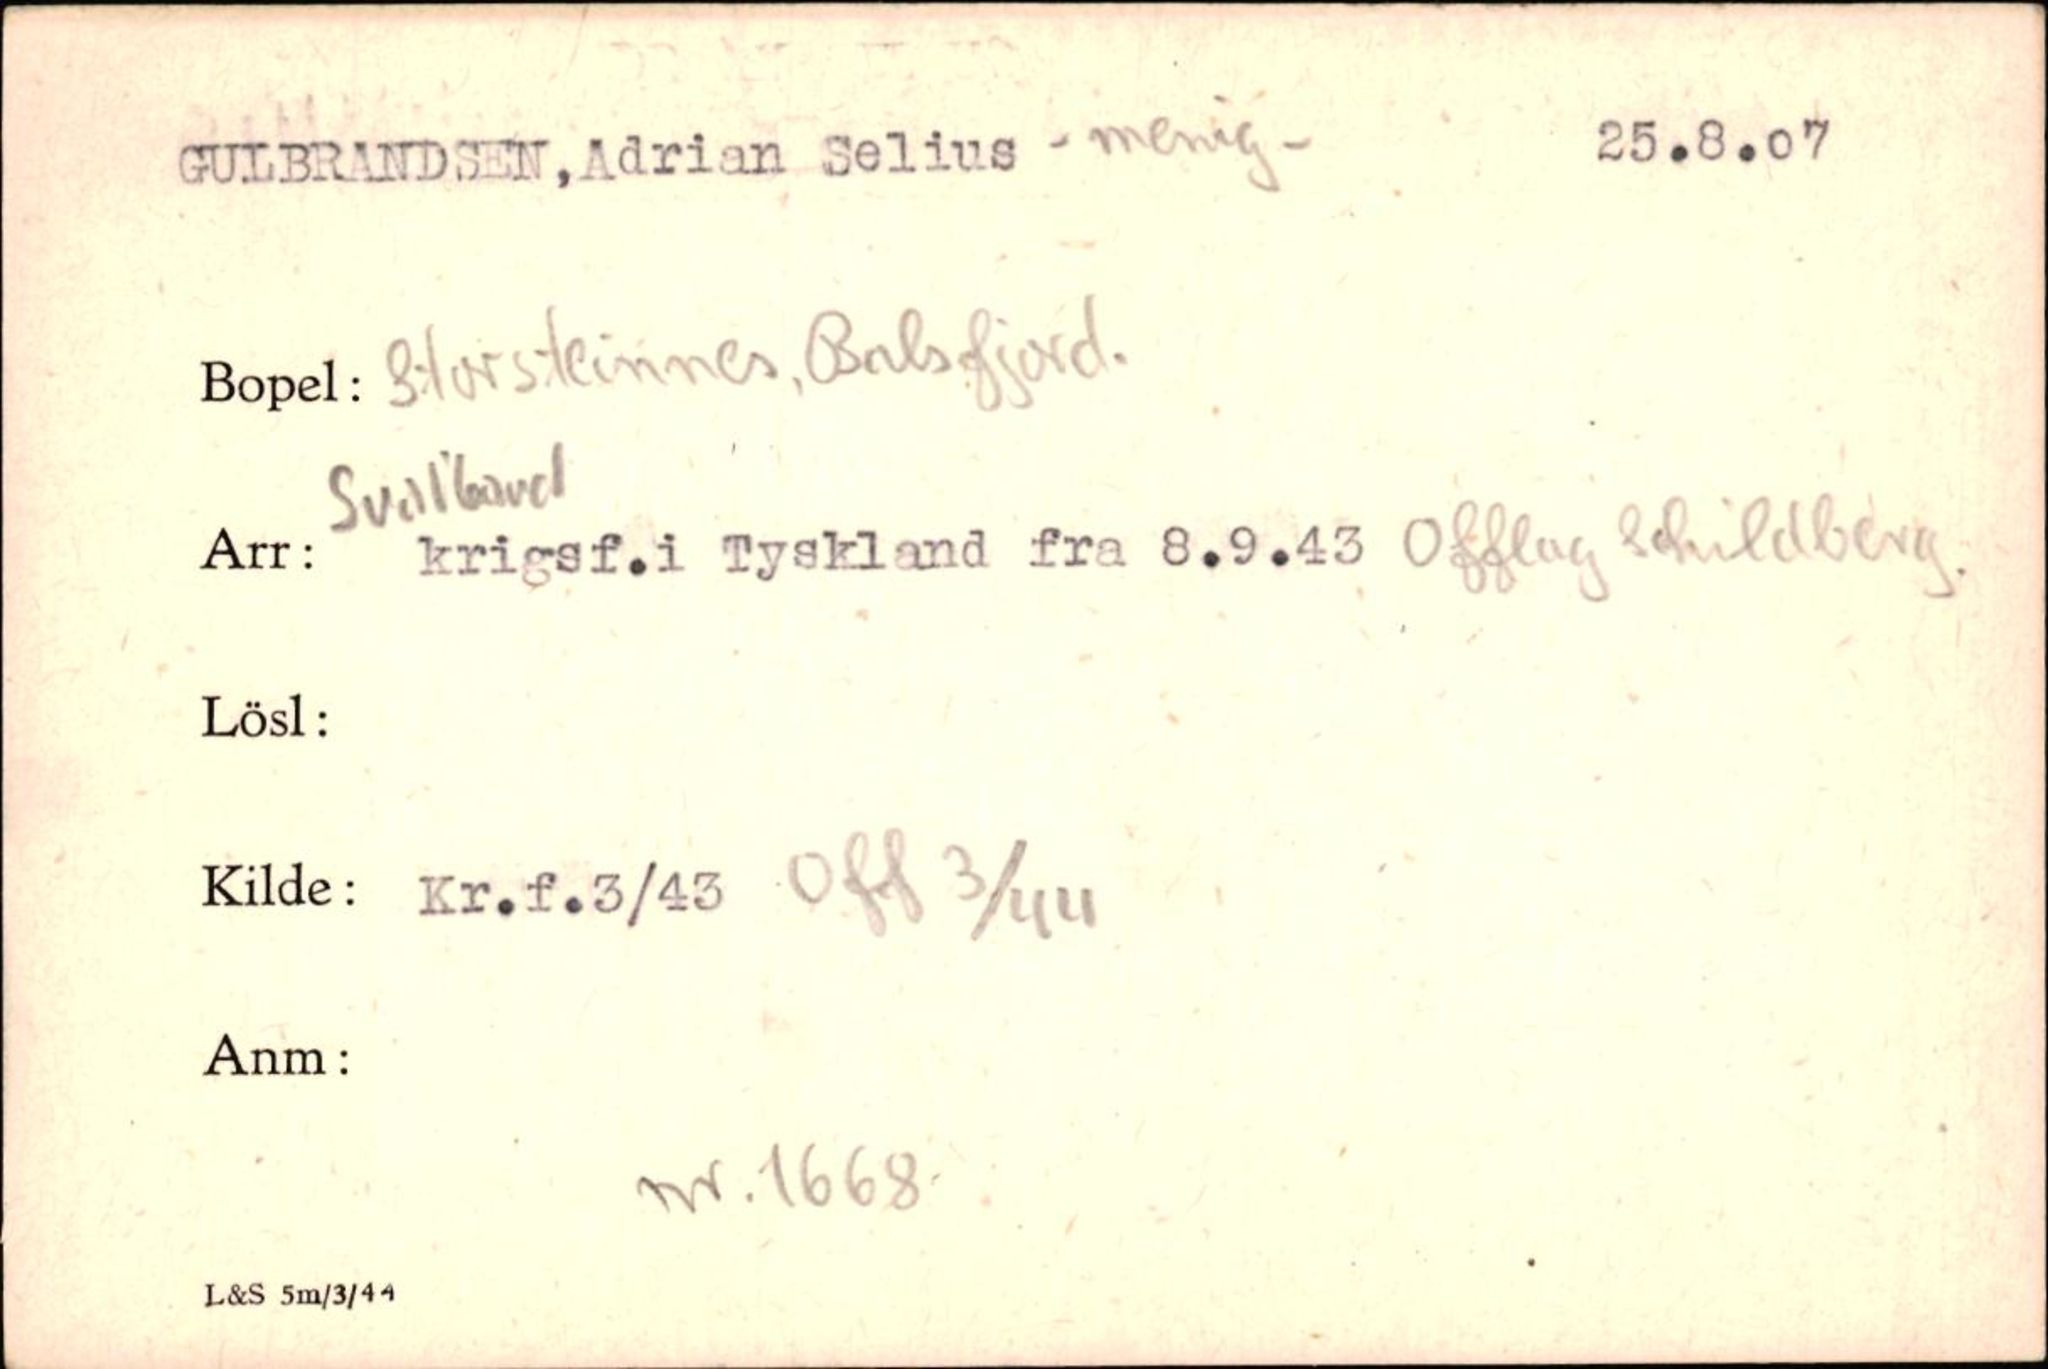 GULBRANDSEN, Adrian Selius - menig - 25.8.07
Bopel: Storsteinnes, Balsfjord.
Svalbard
Arr: krigsf.i Tyskland fra 8.9.43 Offlag Schildberg.
Lösl:
Kilde: Kr.f.3/43 Off 3/44
Anm:
nr. 1668
L&S 5m/3/44